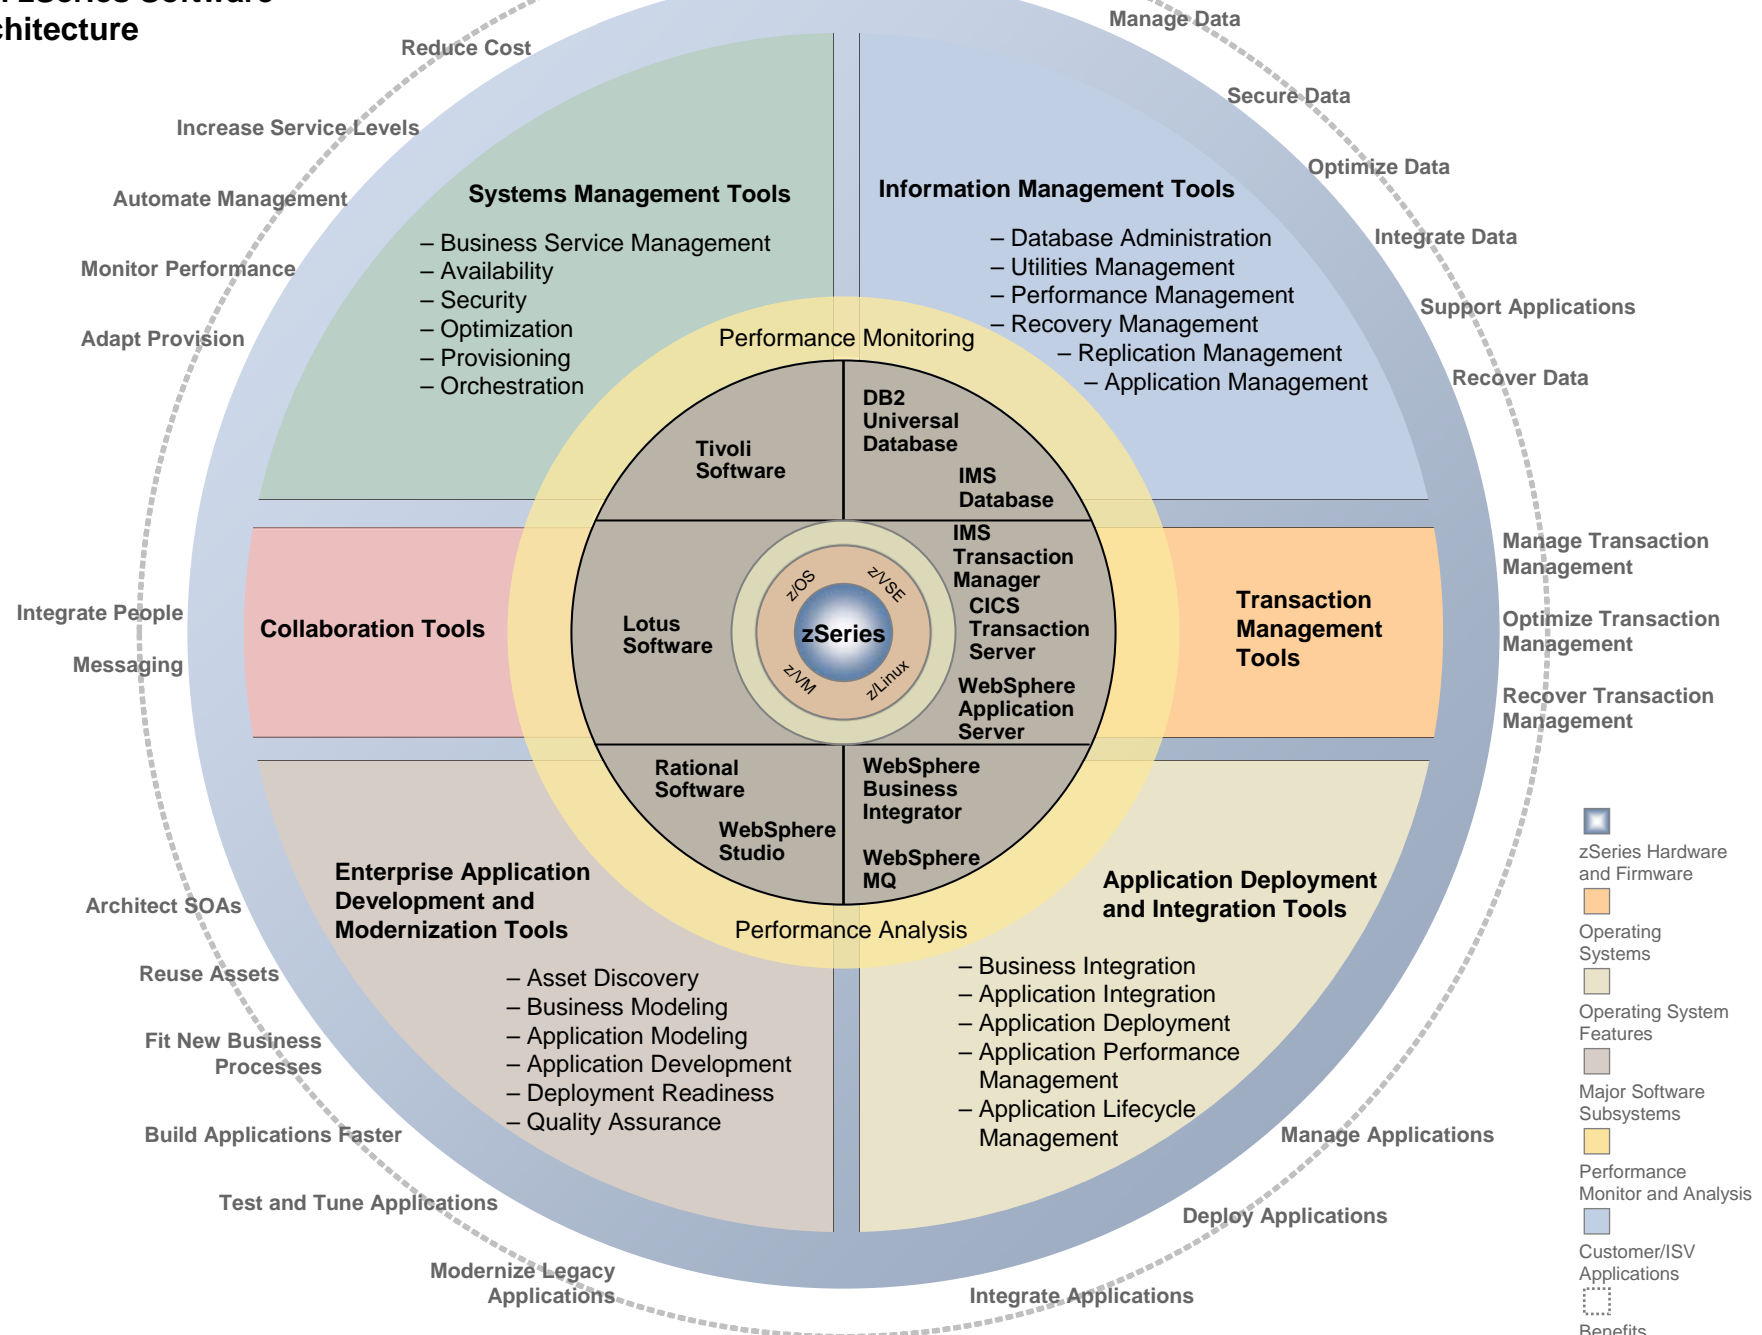 zSeries Software
chitecture
Reduce Cost
Increase Service Levels
Automate Management
Monitor Performance
Adapt Provision
Manage Data
Secure Data
Optimize Data
Integrate Data
Support Applications
Recover Data
Systems Management Tools
– Business Service Management
– Availability
– Security
– Optimization
– Provisioning
– Orchestration
Information Management Tools
– Database Administration
– Utilities Management
– Performance Management
– Recovery Management
– Replication Management
– Application Management
Performance Monitoring
Tivoli
Software
DB2
Universal
Database
IMS
Database
Integrate People
Messaging
Collaboration Tools
Lotus
Software
z/OS
z/VSE
zSeries
z/VM
z/Linux
IMS
Transaction
Manager
CICS
Transaction
Server
WebSphere
Application
Server
Transaction
Management
Tools
Manage Transaction
Management
Optimize Transaction
Management
Recover Transaction
Management
Rational
Software
WebSphere
Studio
WebSphere
Business
Integrator
WebSphere
MQ
Performance Analysis
Enterprise Application
Development and
Modernization Tools
– Asset Discovery
– Business Modeling
– Application Modeling
– Application Development
– Deployment Readiness
– Quality Assurance
Application Deployment
and Integration Tools
– Business Integration
– Application Integration
– Application Deployment
– Application Performance
Management
– Application Lifecycle
Management
Architect SOAs
Reuse Assets
Fit New Business
Processes
Build Applications Faster
Test and Tune Applications
Modernize Legacy
Applications
Manage Applications
Deploy Applications
Integrate Applications
zSeries Hardware
and Firmware
Operating
Systems
Operating System
Features
Major Software
Subsystems
Performance
Monitor and Analysis
Customer/ISV
Applications
Benefits